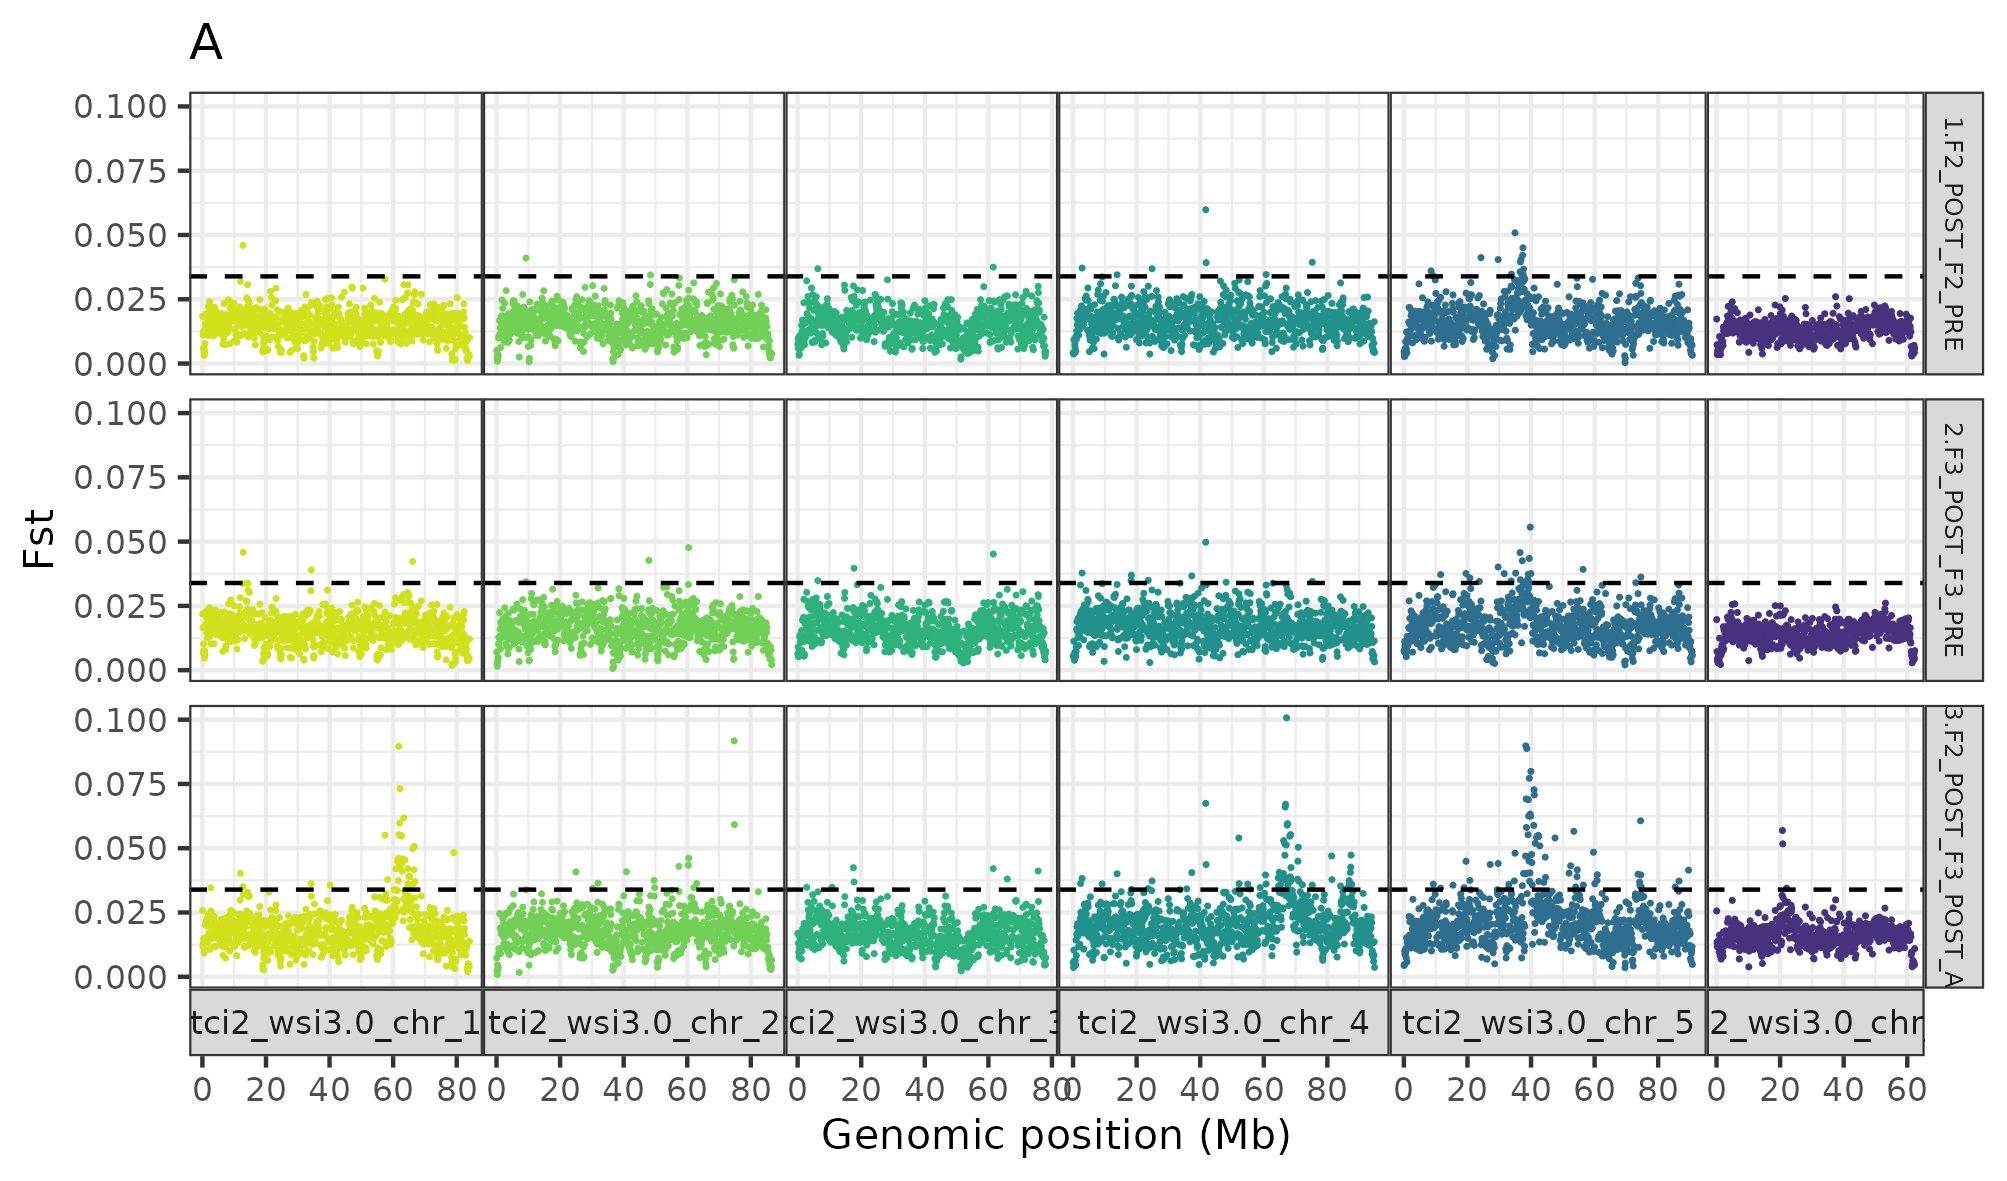 A
0.100
0.075
0.050
0.025
0.000
1.F2_POST_F2_PRE
0.100
0.075
0.050
0.025
0.000
2.F3_POST_F3_PRE
Fst
0.100
0.075
0.050
0.025
0.000
3.F2_POST_F3_POST_A
tci2_wsi3.0_chr_1 tci2_wsi3.0_chr_2 ci2_wsi3.0_chr_3 tci2_wsi3.0_chr_4 tci2_wsi3.0_chr_5 2_wsi3.0_chr
0 20 40 60 80 0 20 40 60 80 0 20 40 60 80 0 20 40 60 80 0 20 40 60 80 0 20 40 60
Genomic position (Mb)